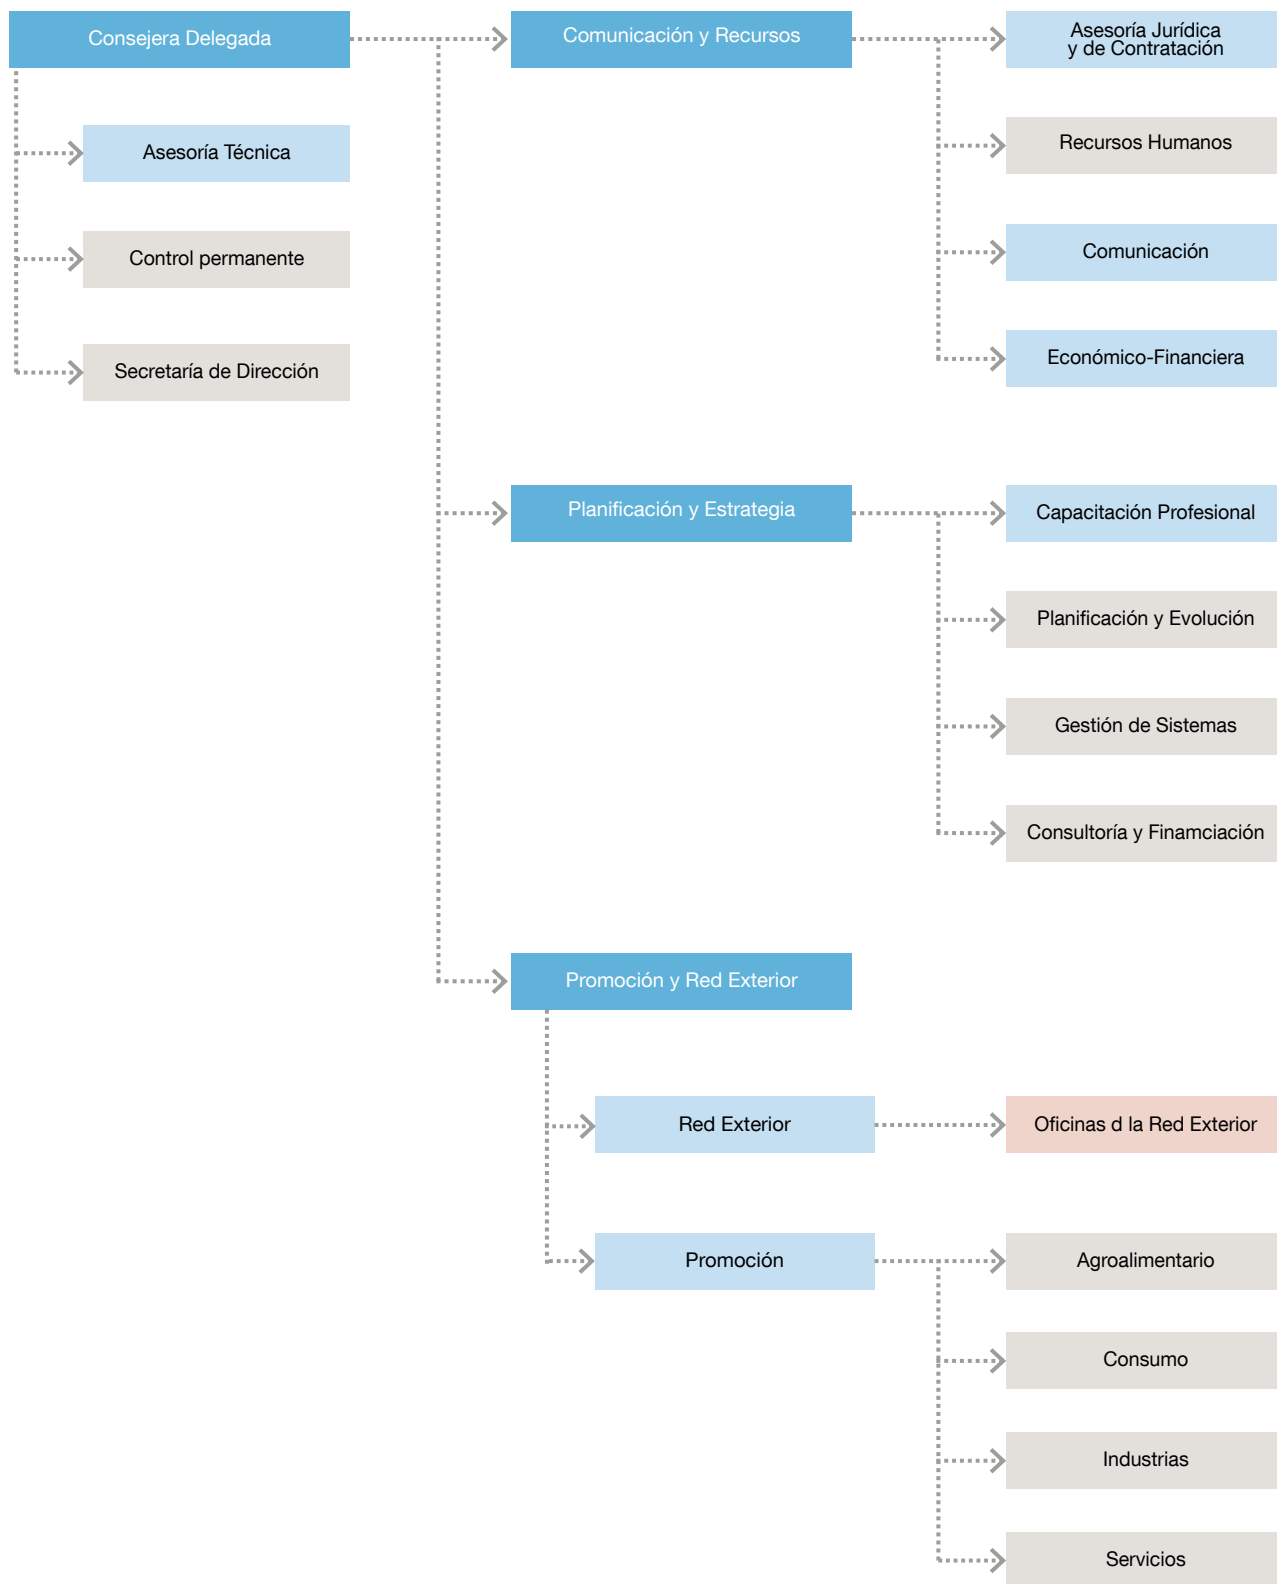 Consejera Delegada
Asesoría Técnica
Control permanente
Secretaría de Dirección
Comunicación y Recursos
Asesoría Jurídica
y de Contratación
Recursos Humanos
Comunicación
Económico-Financiera
Planificación y Estrategia
Capacitación Profesional
Planificación y Evolución
Gestión de Sistemas
Consultoría y Finamciación
Promoción y Red Exterior
Red Exterior
Oficinas d la Red Exterior
Promoción
Agroalimentario
Consumo
Industrias
Servicios